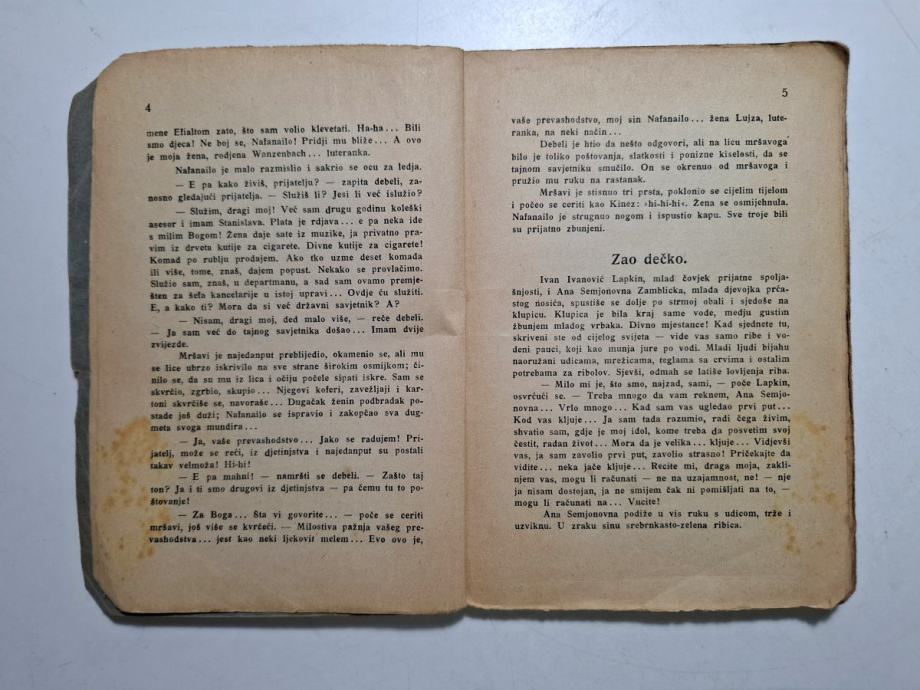 4
mene Efialtom zato, što sam volio klevetati. Ha-ha... Bili
smo djeca! Ne boj se, Nafanailo! Pridji mu bliže... A ovo
je moja žena, rodjena Wanzenbach... luteranka.
Nafanailo je malo razmislio i sakrio se ocu za ledja.
— E pa kako živiš, prijatelju? — zapita debeli, za-
nosno gledajući prijatelja. — Služiš li? Jesi li već islužio?
— Služim, dragi moj! Već sam drugu godinu koleški
asesor i imam Stanislava. Plata je rdjava... e pa neka ide
s milim Bogom! Žena daje sate iz muzike, ja privatno pra-
vim iz drveta kutije za cigarete. Divne kutije za cigarete!
Komad po rublju prodajem. Ako tko uzme deset komada
ili više, tome, znaš, dajem popust. Nekako se provlačimo.
Služio sam, znaš, u departmanu, a sad sam ovamo premje-
šten za šefa kancelarije u istoj upravi... Ovdje ću služiti.
E, a kako ti? Mora da si već državni savjetnik? A?
— Nisam, dragi moj, ded malo više, — reče debeli.
— Ja sam već do tajnog savjetnika došao... Imam dvije
zvijezde.
Mršavi je najedanput preblijedio, okamenio se, ali mu
se lice ubrzo iskrivilo na sve strane širokim osmijkom; či-
nilo se, da su mu iz lica i očiju počele sipati iskre. Sam se
skvrčio, zgrbio, skupio... Njegovi koferi, zavežljaji i kar-
toni skvrčiše se, navoraše... Dugačak ženin podbradak po-
stade još duži; Nafanailo se ispravio i zakopčao sva dug-
meta svoga mundira...
— Ja, vaše prevashodstvo... Jako se radujem! Pri-
jatelj, može se reći, iz djetinjstva i najedanput su postali
takav velmoža! Hi-hi!
— E pa mahni! — namršti se debeli. — Zašto taj
ton? Ja i ti smo drugovi iz djetinjstva — pa čemu tu to po-
štovanje!
— Za Boga... Šta vi govorite... — poče se ceriti
mršavi, još više se kvrčeći. — Milostiva pažnja vašeg pre-
vashodstva... jest kao neki ljekovit melem... Evo ovo je,
5
vaše prevashodstvo, moj sin Nafanailo... žena Lujza, lute-
ranka, na neki način...
Debeli je htio da nešto odgovori, ali na licu mršavoga
bilo je toliko poštovanja, slatkosti i ponizne kiselosti, da se
tajnom savjetniku smučilo. On se okrenuo od mršavoga i
pružio mu ruku na rastanak.
Mršavi je stisnuo tri prsta, poklonio se cijelim tijelom
i počeo se ceriti kao Kinez: »hi-hi-hi«. Žena se osmijehnula.
Nafanailo je strugnuo nogom i ispustio kapu. Sve troje bili
su prijatno zbunjeni.
Zao dečko.
Ivan Ivanović Lapkin, mlad čovjek prijatne spolja-
šnjosti, i Ana Semjonovna Zamblicka, mlada djevojka prća-
stog nosića, spustiše se dolje po strmoj obali i sjedoše na
klupicu. Klupica je bila kraj same vode, medju gustim
žbunjem mladog vrbaka. Divno mjestance! Kad sjednete tu,
skriveni ste od cijelog svijeta — vide vas samo ribe i vo-
deni pauci, koji kao munja jure po vodi. Mladi ljudi bijahu
naoružani udicama, mrežicama, teglama sa crvima i ostalim
potrebama za ribolov. Sjevši, odmah se latiše lovljenja riba.
— Milo mi je, što smo, najzad, sami, — poče Lapkin,
osvrćući se. — Treba mnogo da vam reknem, Ana Semjo-
novna... Vrlo mnogo... Kad sam vas ugledao prvi put...
Kod vas kljuje... Ja sam tada razumio, radi čega živim,
shvatio sam, gdje je moj idol, kome treba da posvetim svoj
čestit, radan život... Mora da je velika... kljuje... Vidjevši
vas, ja sam zavolio prvi put, zavolio strasno! Pričekajte da
vidite... neka jače kljuje... Recite mi, draga moja, zakli-
njem vas, mogu li računati — ne na uzajamnost, ne! — nje
ja nisam dostojan, ja ne smijem čak ni pomišljati na to, —
mogu li računati na... Vucite!
Ana Semjonovna podiže u vis ruku s udicom, trže i
uzviknu. U zraku sinu srebrnkasto-zelena ribica.